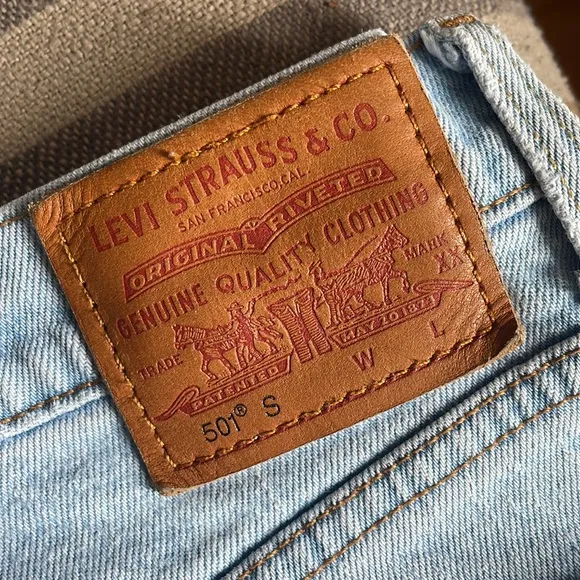 LEVI STRAUSS & CO.
SAN FRANCISCO, CAL.
ORIGINAL RIVETED
GENUINE QUALITY CLOTHING
TRADE MARK
XX
PATENTED MAY 20 1873
W L
501® S